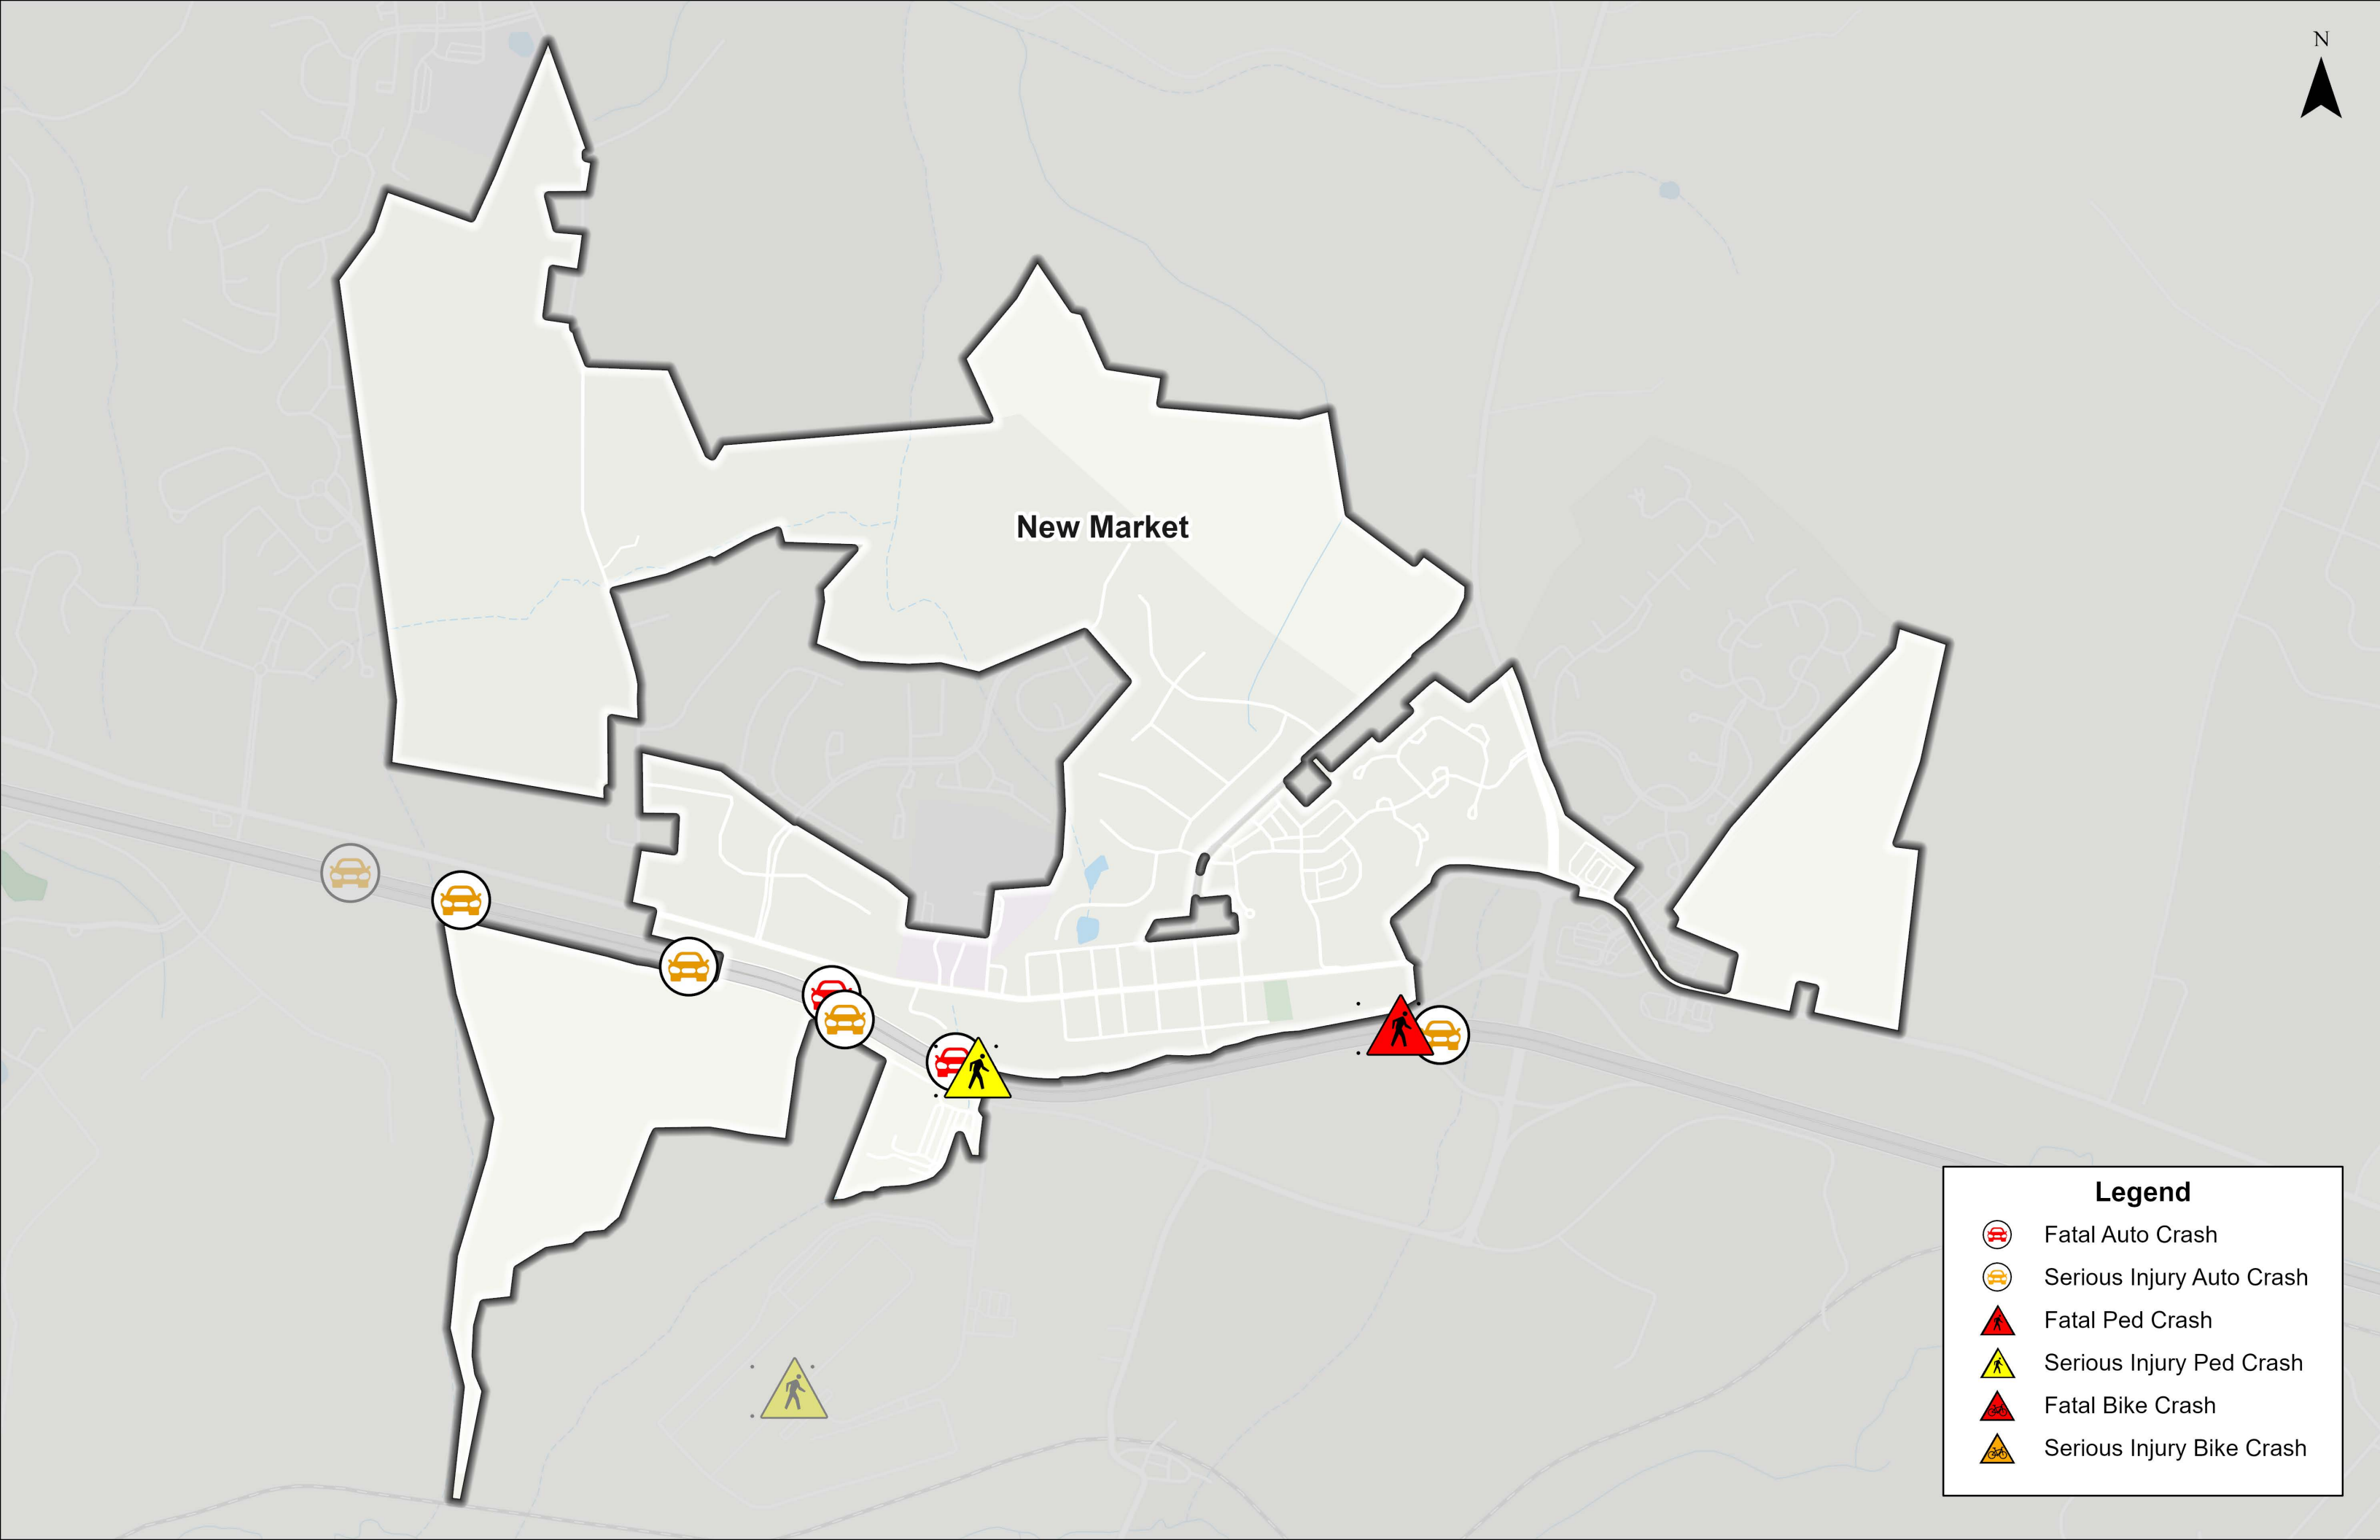 N
New Market
Legend
Fatal Auto Crash
Serious Injury Auto Crash
Fatal Ped Crash
Serious Injury Ped Crash
Fatal Bike Crash
Serious Injury Bike Crash